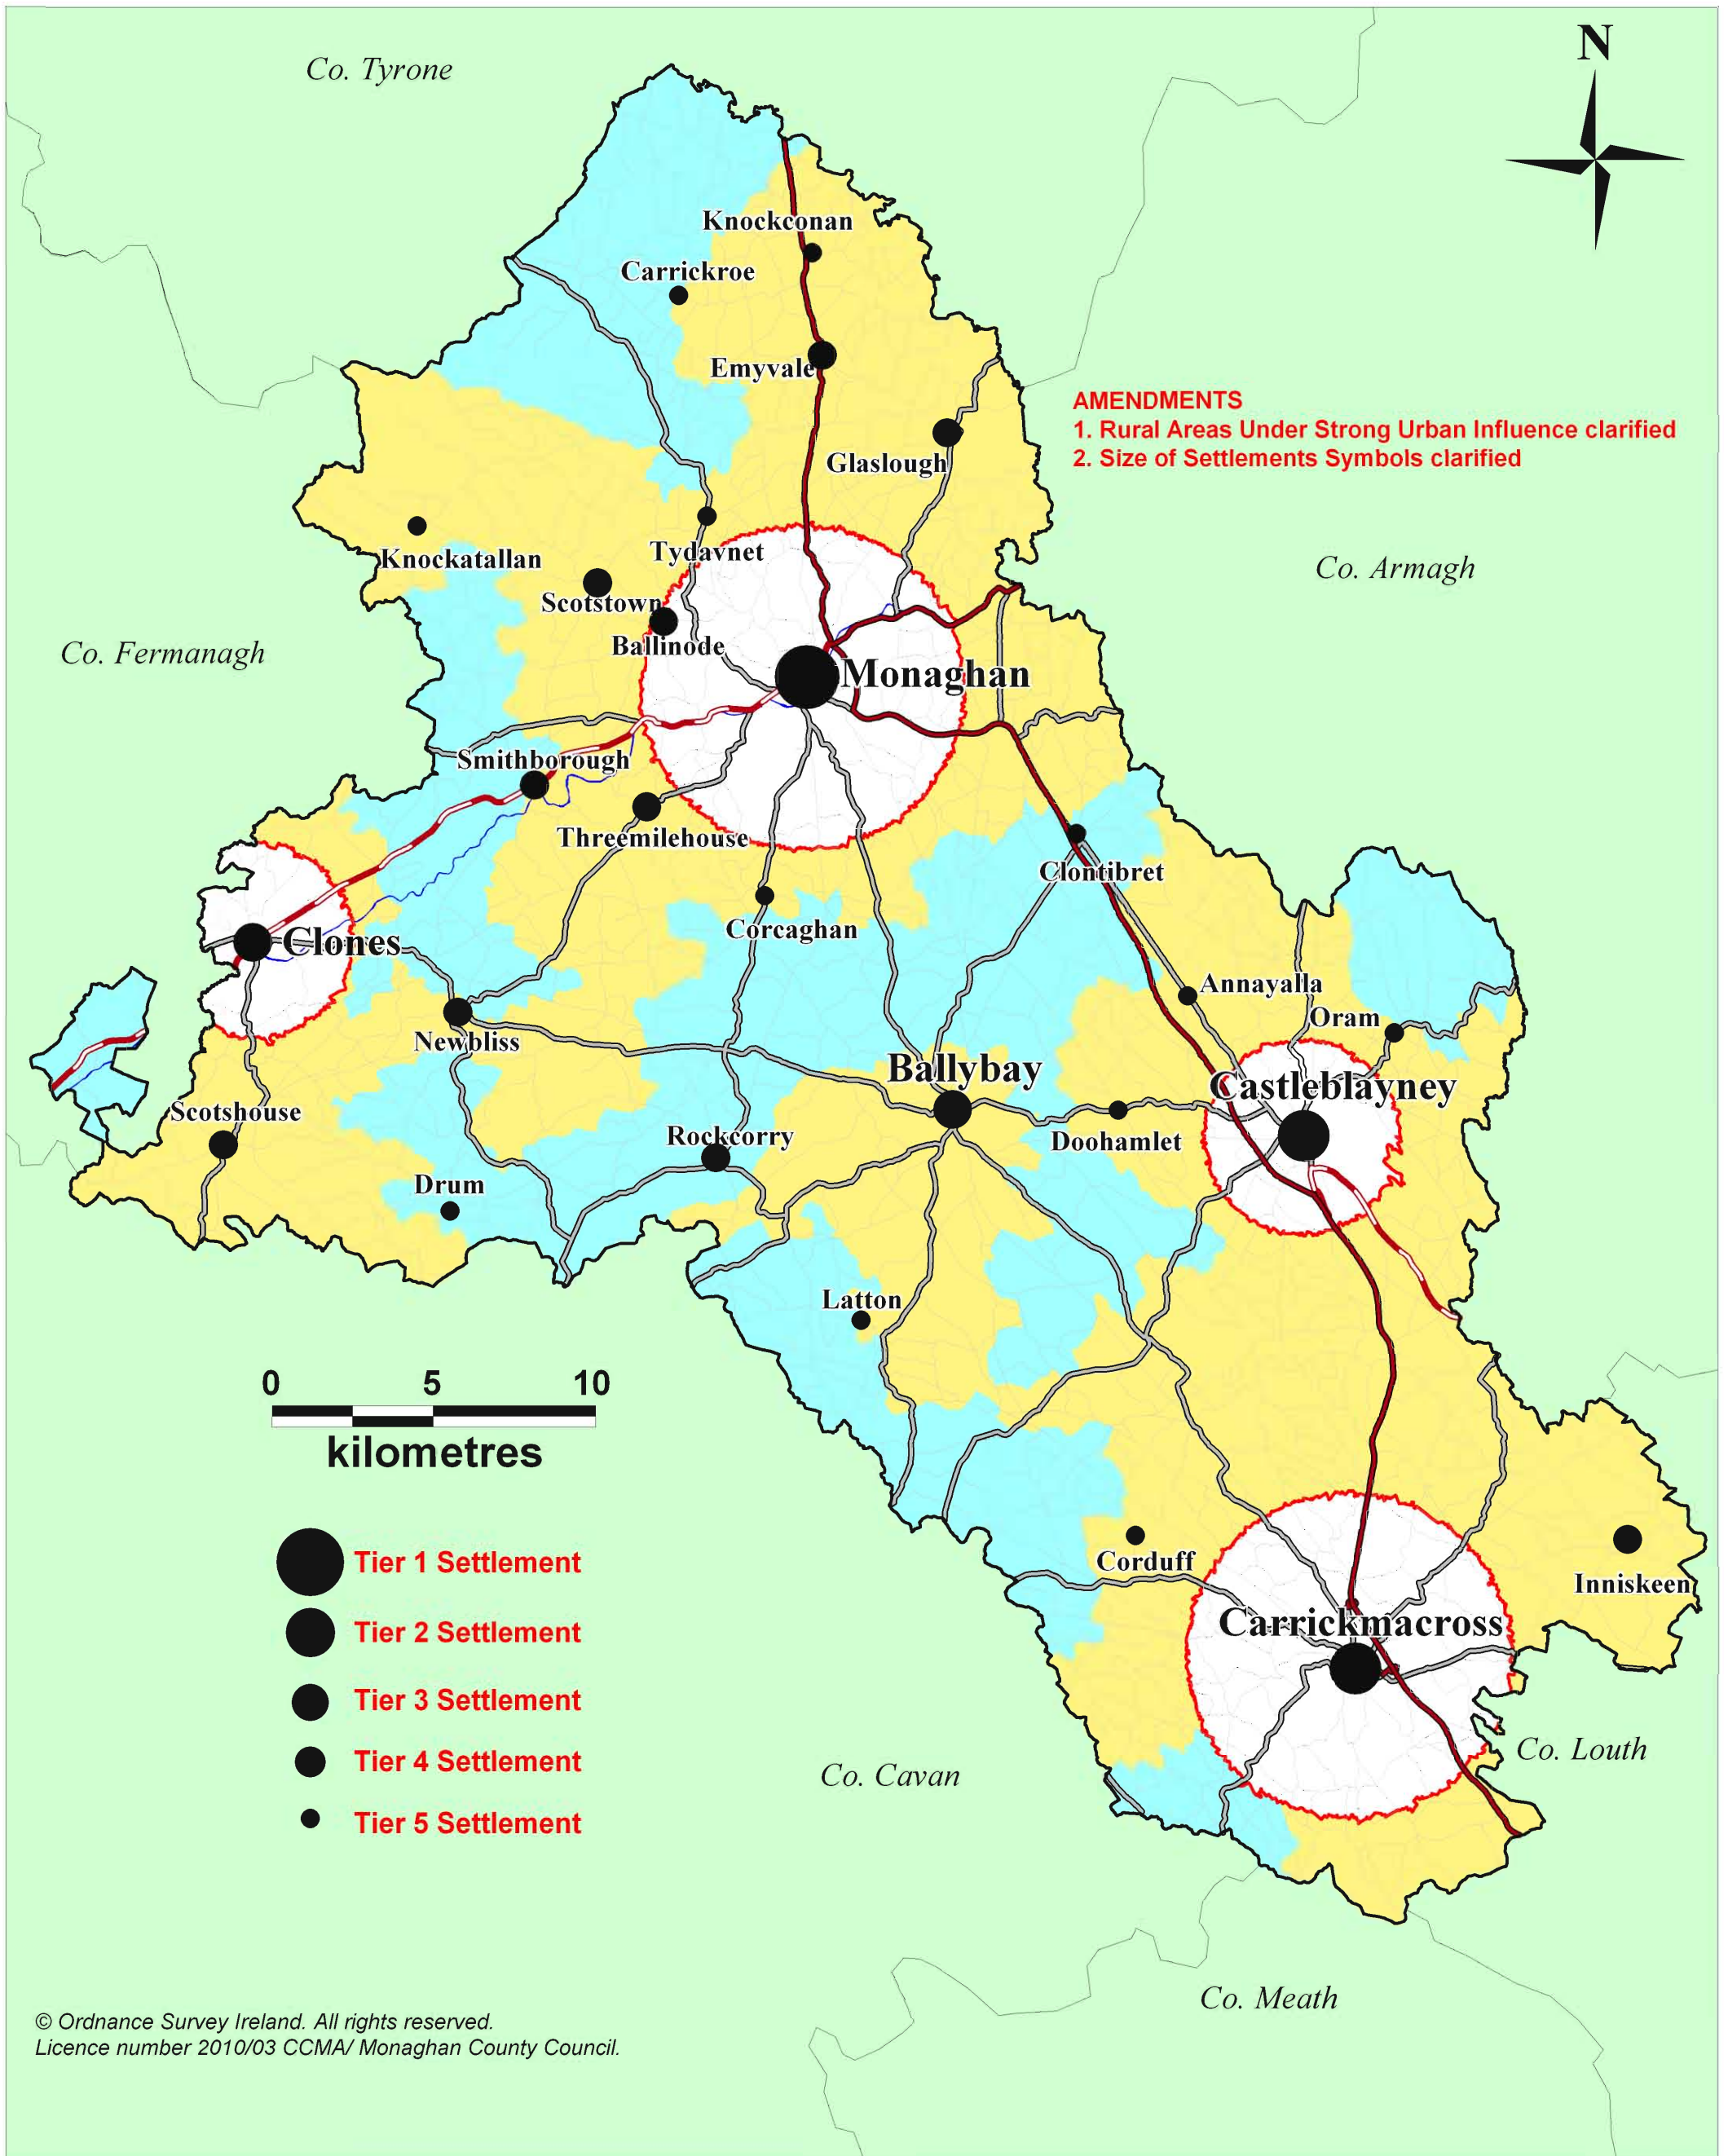 N
Co. Tyrone
Knockconan
Carrickroe
Emyvale
AMENDMENTS
1. Rural Areas Under Strong Urban Influence clarified
2. Size of Settlements Symbols clarified
Glaslough
Knockatallan
Tydavnet
Co. Armagh
Scotstown
Ballinode
Co. Fermanagh
Monaghan
Smithborough
Threemilehouse
Clontibret
Corcaghan
Clones
Annayalla
Oram
Newbliss
Ballybay
Castleblayney
Scotshouse
Rockcorry
Doohamlet
Drum
Latton
0 5 10
kilometres
Corduff
Inniskeen
Tier 1 Settlement
Carrickmacross
Tier 2 Settlement
Tier 3 Settlement
Co. Louth
Tier 4 Settlement
Co. Cavan
Tier 5 Settlement
Co. Meath
© Ordnance Survey Ireland. All rights reserved.
Licence number 2010/03 CCMA/ Monaghan County Council.